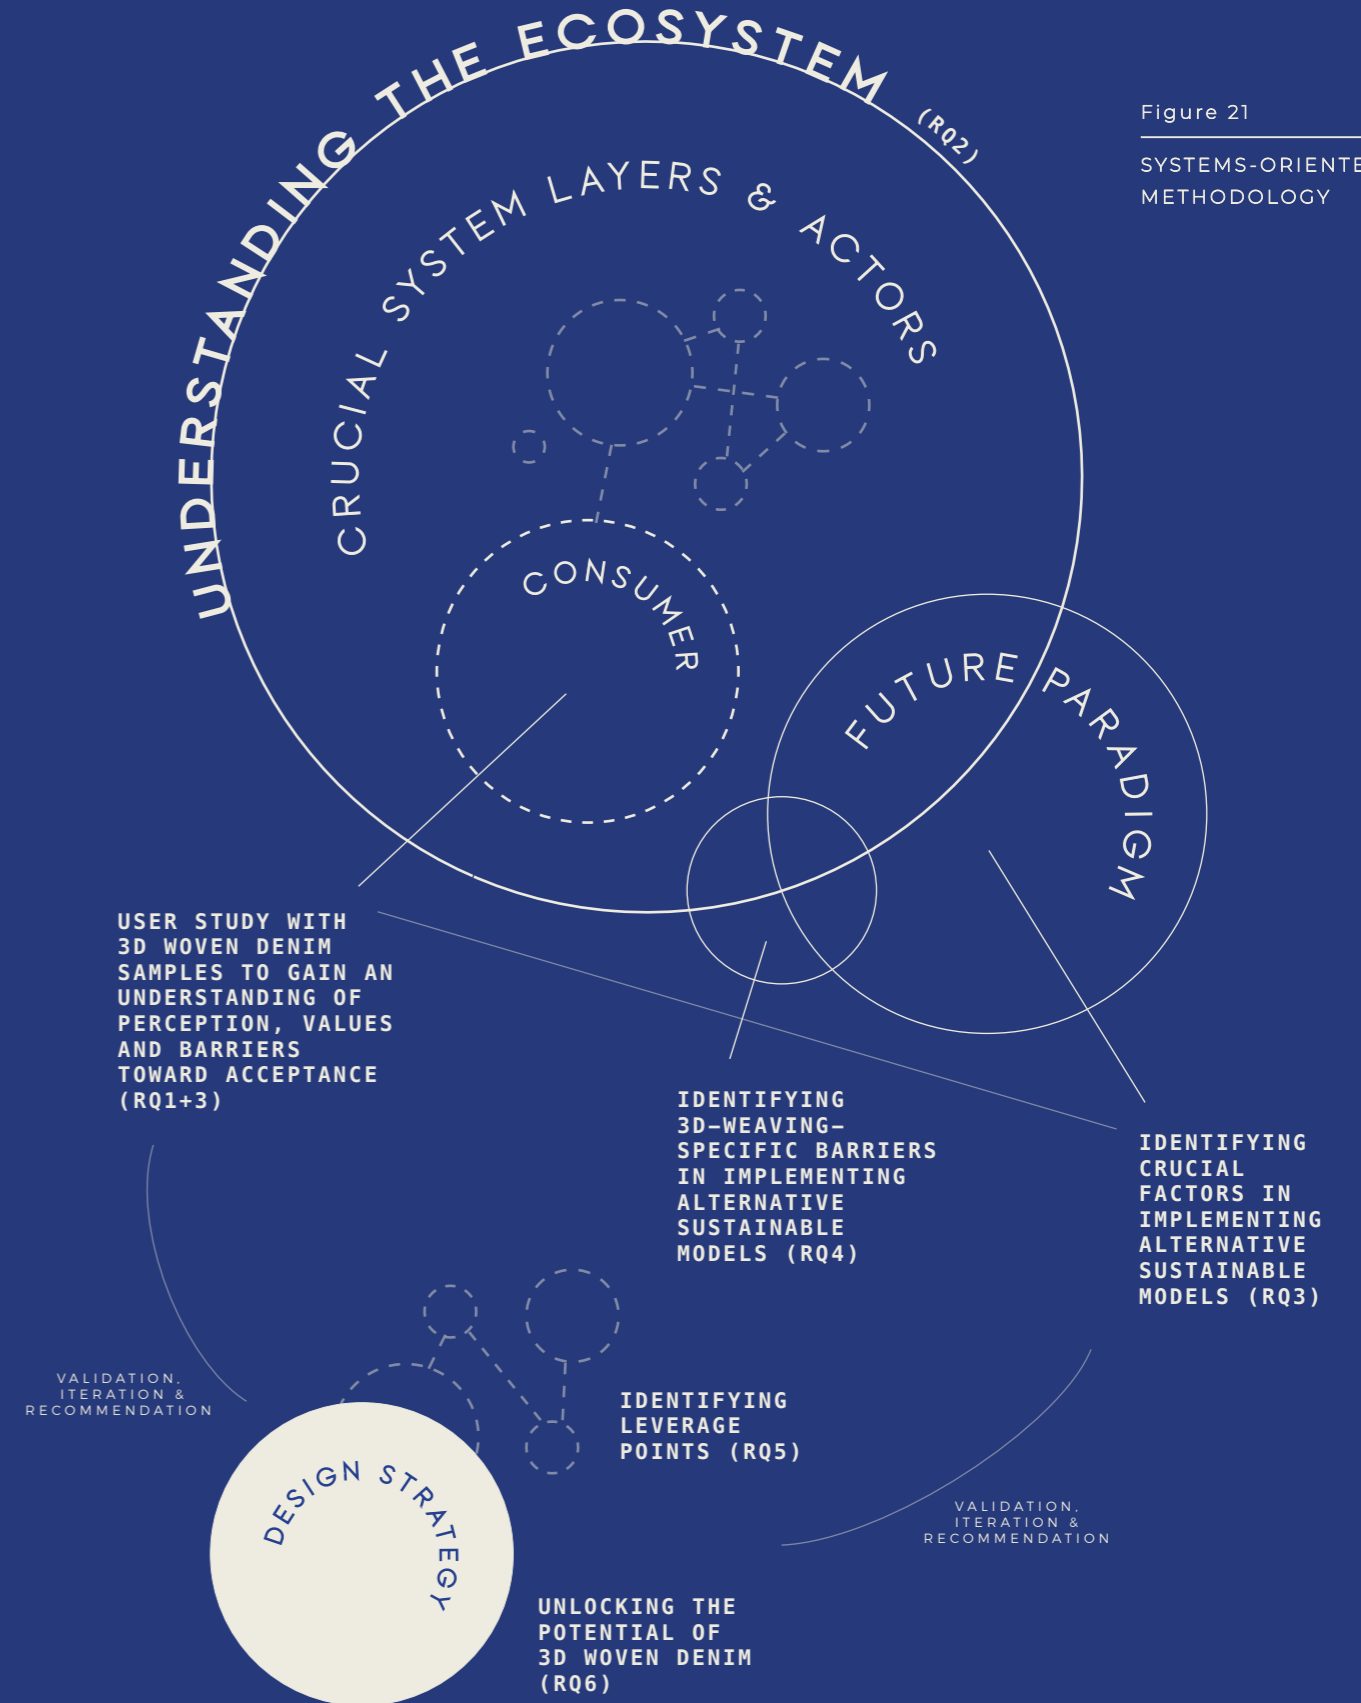 UNDERSTANDING THE ECOSYSTEM (RQ2)
Figure 21
SYSTEMS-ORIENTE
METHODOLOGY
CRUCIAL SYSTEM LAYERS & ACTORS
CONSUMER
FUTURE PARADIGM
USER STUDY WITH
3D WOVEN DENIM
SAMPLES TO GAIN AN
UNDERSTANDING OF
PERCEPTION, VALUES
AND BARRIERS
TOWARD ACCEPTANCE
(RQ1+3)
IDENTIFYING
3D–WEAVING–
SPECIFIC BARRIERS
IN IMPLEMENTING
ALTERNATIVE
SUSTAINABLE
MODELS (RQ4)
IDENTIFYING
CRUCIAL
FACTORS IN
IMPLEMENTING
ALTERNATIVE
SUSTAINABLE
MODELS (RQ3)
VALIDATION,
ITERATION &
RECOMMENDATION
IDENTIFYING
LEVERAGE
POINTS (RQ5)
VALIDATION,
ITERATION &
RECOMMENDATION
DESIGN STRATEGY
UNLOCKING THE
POTENTIAL OF
3D WOVEN DENIM
(RQ6)